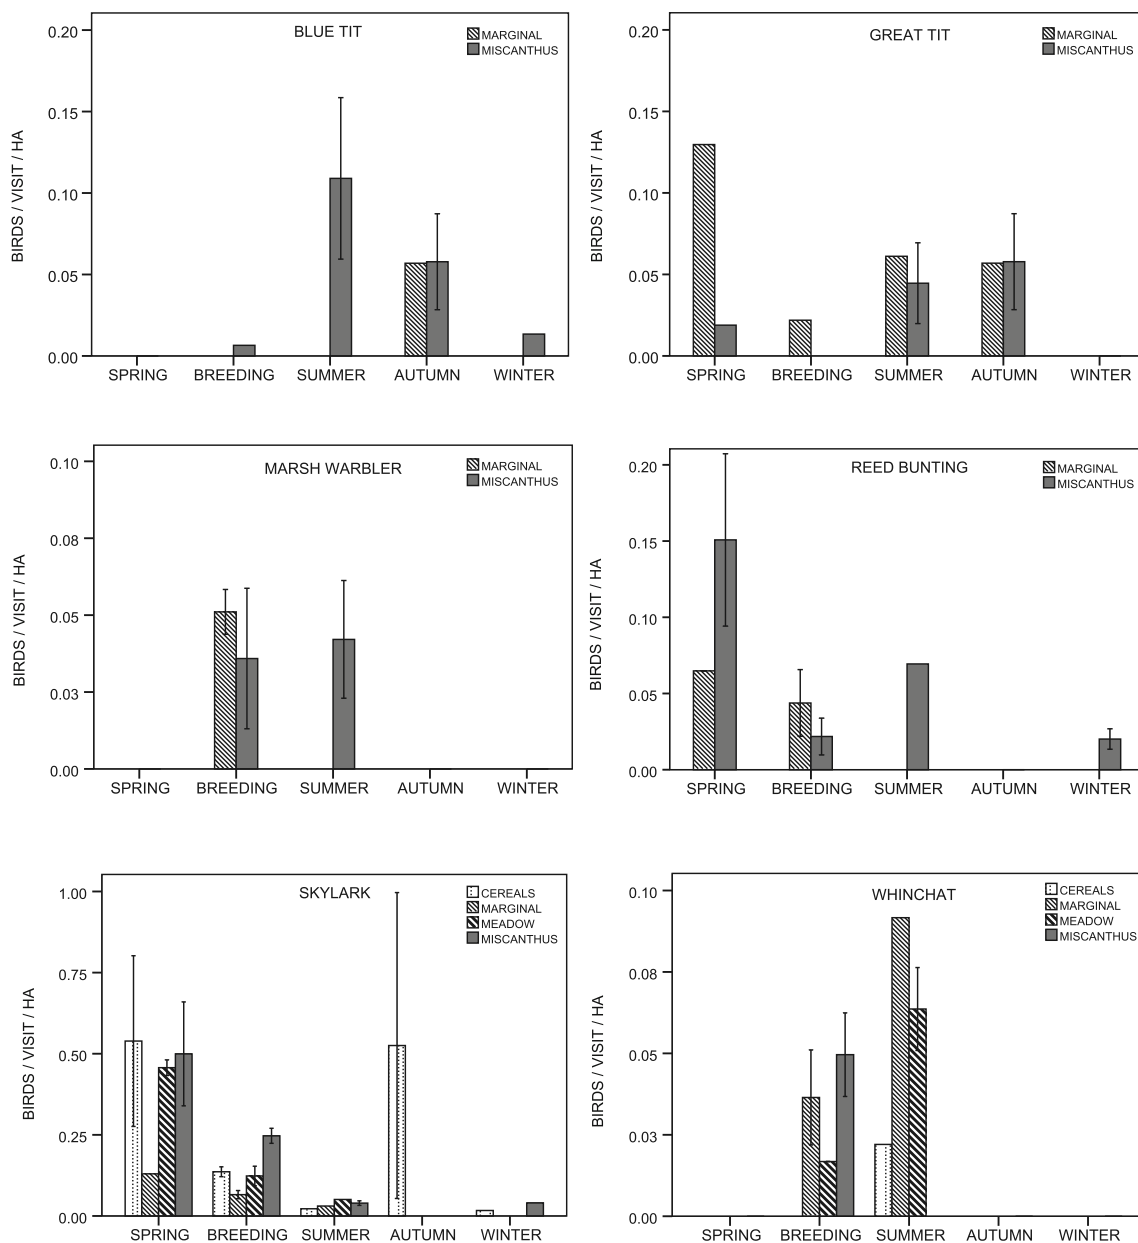 BLUE TIT
MARGINAL
MISCANTHUS
BIRDS / VISIT / HA
0.20
0.15
0.10
0.05
0.00
SPRING BREEDING SUMMER AUTUMN WINTER
GREAT TIT
MARGINAL
MISCANTHUS
BIRDS / VISIT / HA
0.20
0.15
0.10
0.05
0.00
SPRING BREEDING SUMMER AUTUMN WINTER
MARSH WARBLER
MARGINAL
MISCANTHUS
BIRDS / VISIT / HA
0.10
0.08
0.05
0.03
0.00
SPRING BREEDING SUMMER AUTUMN WINTER
REED BUNTING
MARGINAL
MISCANTHUS
BIRDS / VISIT / HA
0.20
0.15
0.10
0.05
0.00
SPRING BREEDING SUMMER AUTUMN WINTER
SKYLARK
CEREALS
MARGINAL
MEADOW
MISCANTHUS
BIRDS / VISIT / HA
1.00
0.75
0.50
0.25
0.00
SPRING BREEDING SUMMER AUTUMN WINTER
WHINCHAT
CEREALS
MARGINAL
MEADOW
MISCANTHUS
BIRDS / VISIT / HA
0.10
0.08
0.05
0.03
0.00
SPRING BREEDING SUMMER AUTUMN WINTER